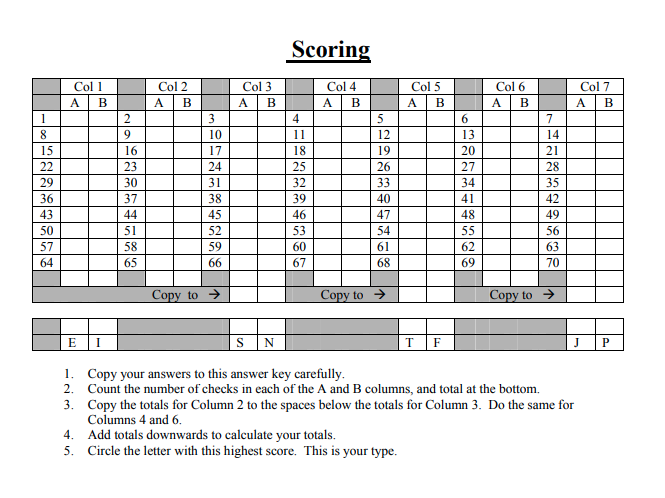 Scoring
Col 1 Col 2 Col 3 Col 4 Col 5 Col 6 Col 7
A B A B A B A B A B A B A B
1 2 3 4 5 6 7
8 9 10 11 12 13 14
15 16 17 18 19 20 21
22 23 24 25 26 27 28
29 30 31 32 33 34 35
36 37 38 39 40 41 42
43 44 45 46 47 48 49
50 51 52 53 54 55 56
57 58 59 60 61 62 63
64 65 66 67 68 69 70
Copy to → Copy to → Copy to →
E I S N T F J P
1. Copy your answers to this answer key carefully.
2. Count the number of checks in each of the A and B columns, and total at the bottom.
3. Copy the totals for Column 2 to the spaces below the totals for Column 3. Do the same for
Columns 4 and 6.
4. Add totals downwards to calculate your totals.
5. Circle the letter with this highest score. This is your type.